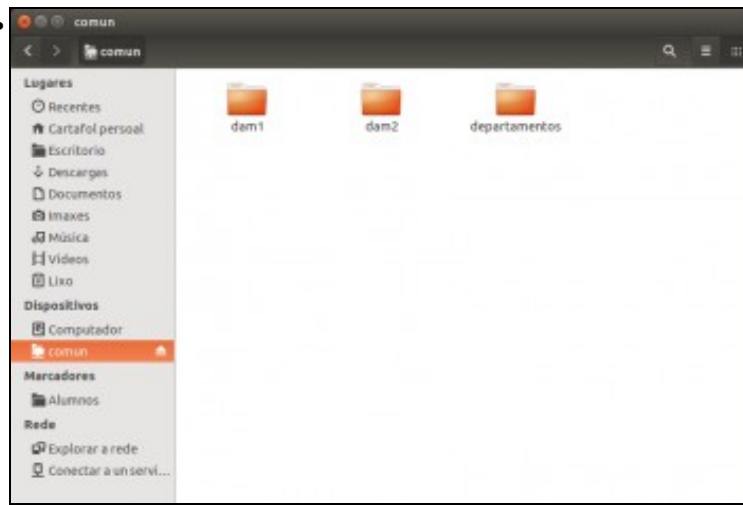 comun
comun
Lugares
Recentes
Cartafol persoal
Escritorio
Descargas
Documentos
Imaxes
Música
Vídeos
Lixo
Dispositivos
Computador
comun
Marcadores
Alumnos
Rede
Explorar a rede
Conectar a un servi...
dam1
dam2
departamentos